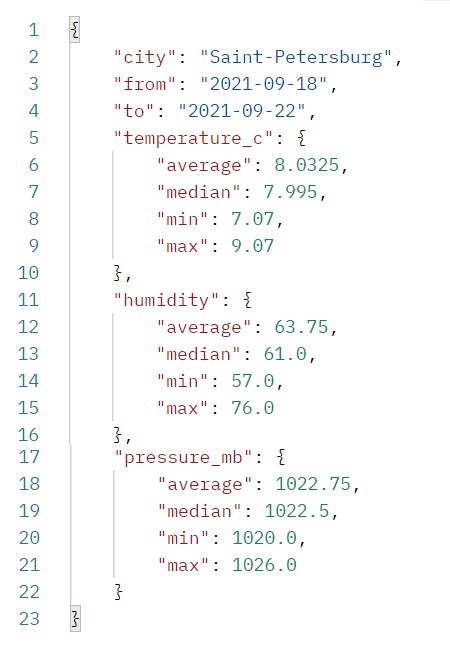 1 {
2     "city": "Saint-Petersburg",
3     "from": "2021-09-18",
4     "to": "2021-09-22",
5     "temperature_c": {
6         "average": 8.0325,
7         "median": 7.995,
8         "min": 7.07,
9         "max": 9.07
10     },
11     "humidity": {
12         "average": 63.75,
13         "median": 61.0,
14         "min": 57.0,
15         "max": 76.0
16     },
17     "pressure_mb": {
18         "average": 1022.75,
19         "median": 1022.5,
20         "min": 1020.0,
21         "max": 1026.0
22     }
23 }